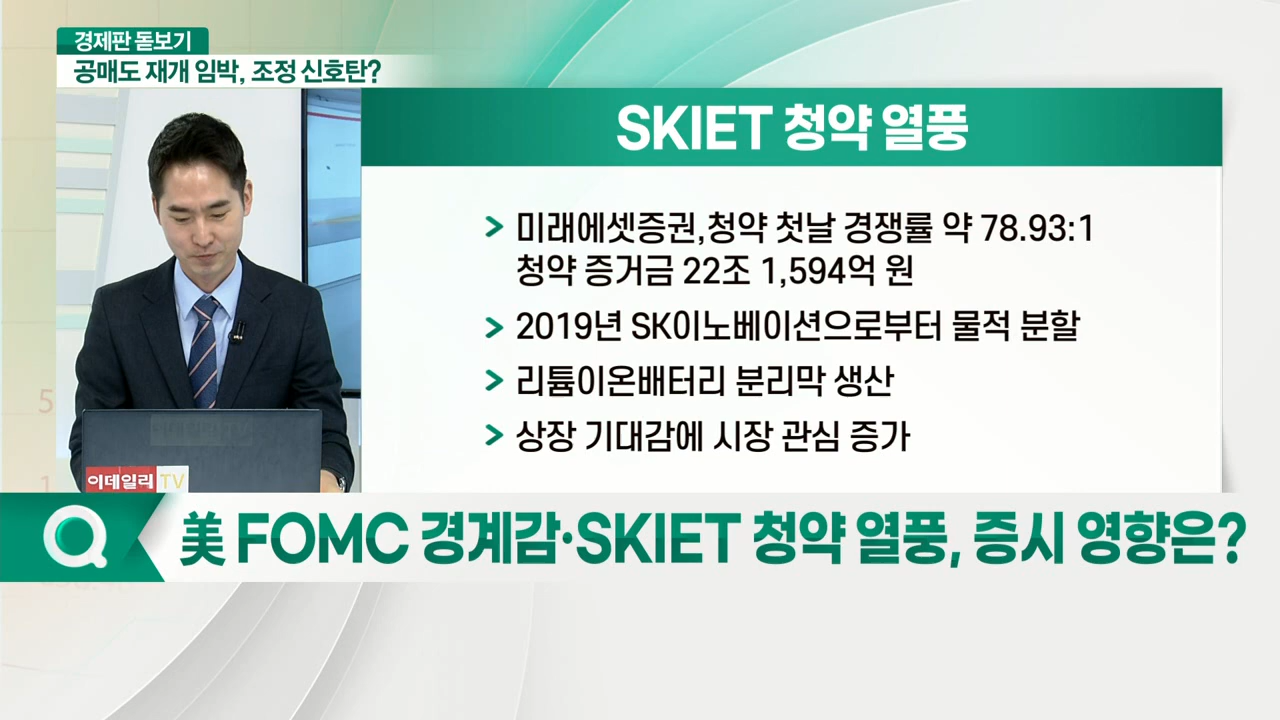 경제판 돋보기
공매도 재개 임박, 조정 신호탄?
SKIET 청약 열풍
> 미래에셋증권,청약 첫날 경쟁률 약 78.93:1
청약 증거금 22조 1,594억 원
> 2019년 SK이노베이션으로부터 물적 분할
> 리튬이온배터리 분리막 생산
> 상장 기대감에 시장 관심 증가
이데일리 TV
美 FOMC 경계감·SKIET 청약 열풍, 증시 영향은?